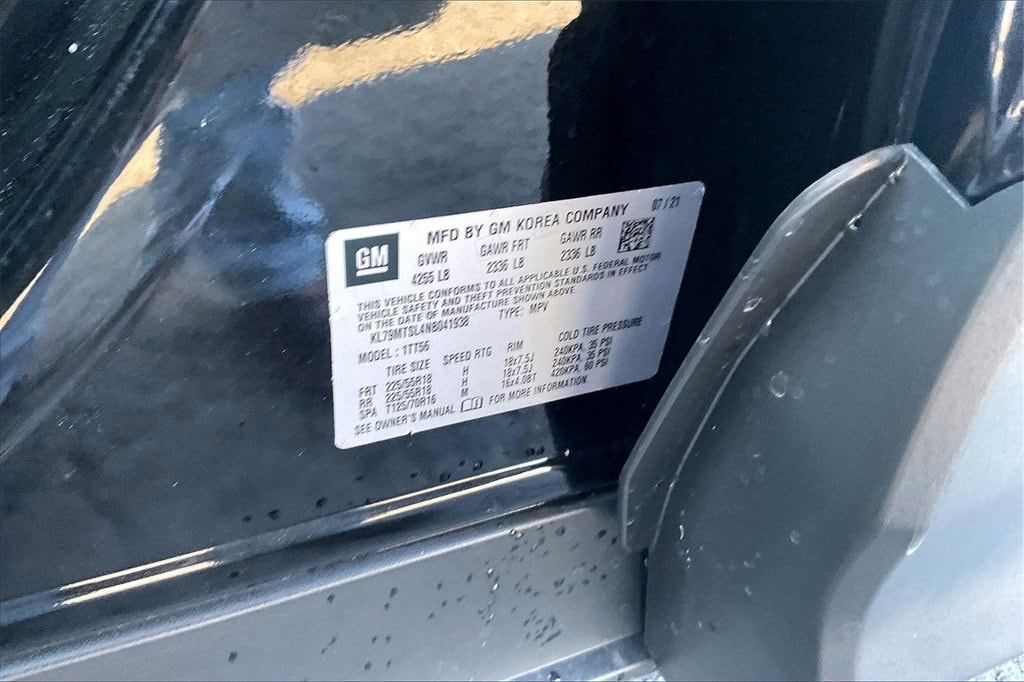 GM
MFD BY GM KOREA COMPANY 07/21
GVWR GAWR FRT GAWR RR
4255 LB 2336 LB 2336 LB
THIS VEHICLE CONFORMS TO ALL APPLICABLE U.S. FEDERAL MOTOR
VEHICLE SAFETY AND THEFT PREVENTION STANDARDS IN EFFECT
ON THE DATE OF MANUFACTURE SHOWN ABOVE.
KL79MTSL4NB041938 TYPE: MPV
MODEL: 1TT56
TIRE SIZE SPEED RTG RIM COLD TIRE PRESSURE
FRT 225/55R18 H 18x7.5J 240KPA, 35 PSI
RR 225/55R18 H 18x7.5J 240KPA, 35 PSI
SPA T125/70R16 M 16x4.0BT 420KPA, 60 PSI
SEE OWNER'S MANUAL FOR MORE INFORMATION.